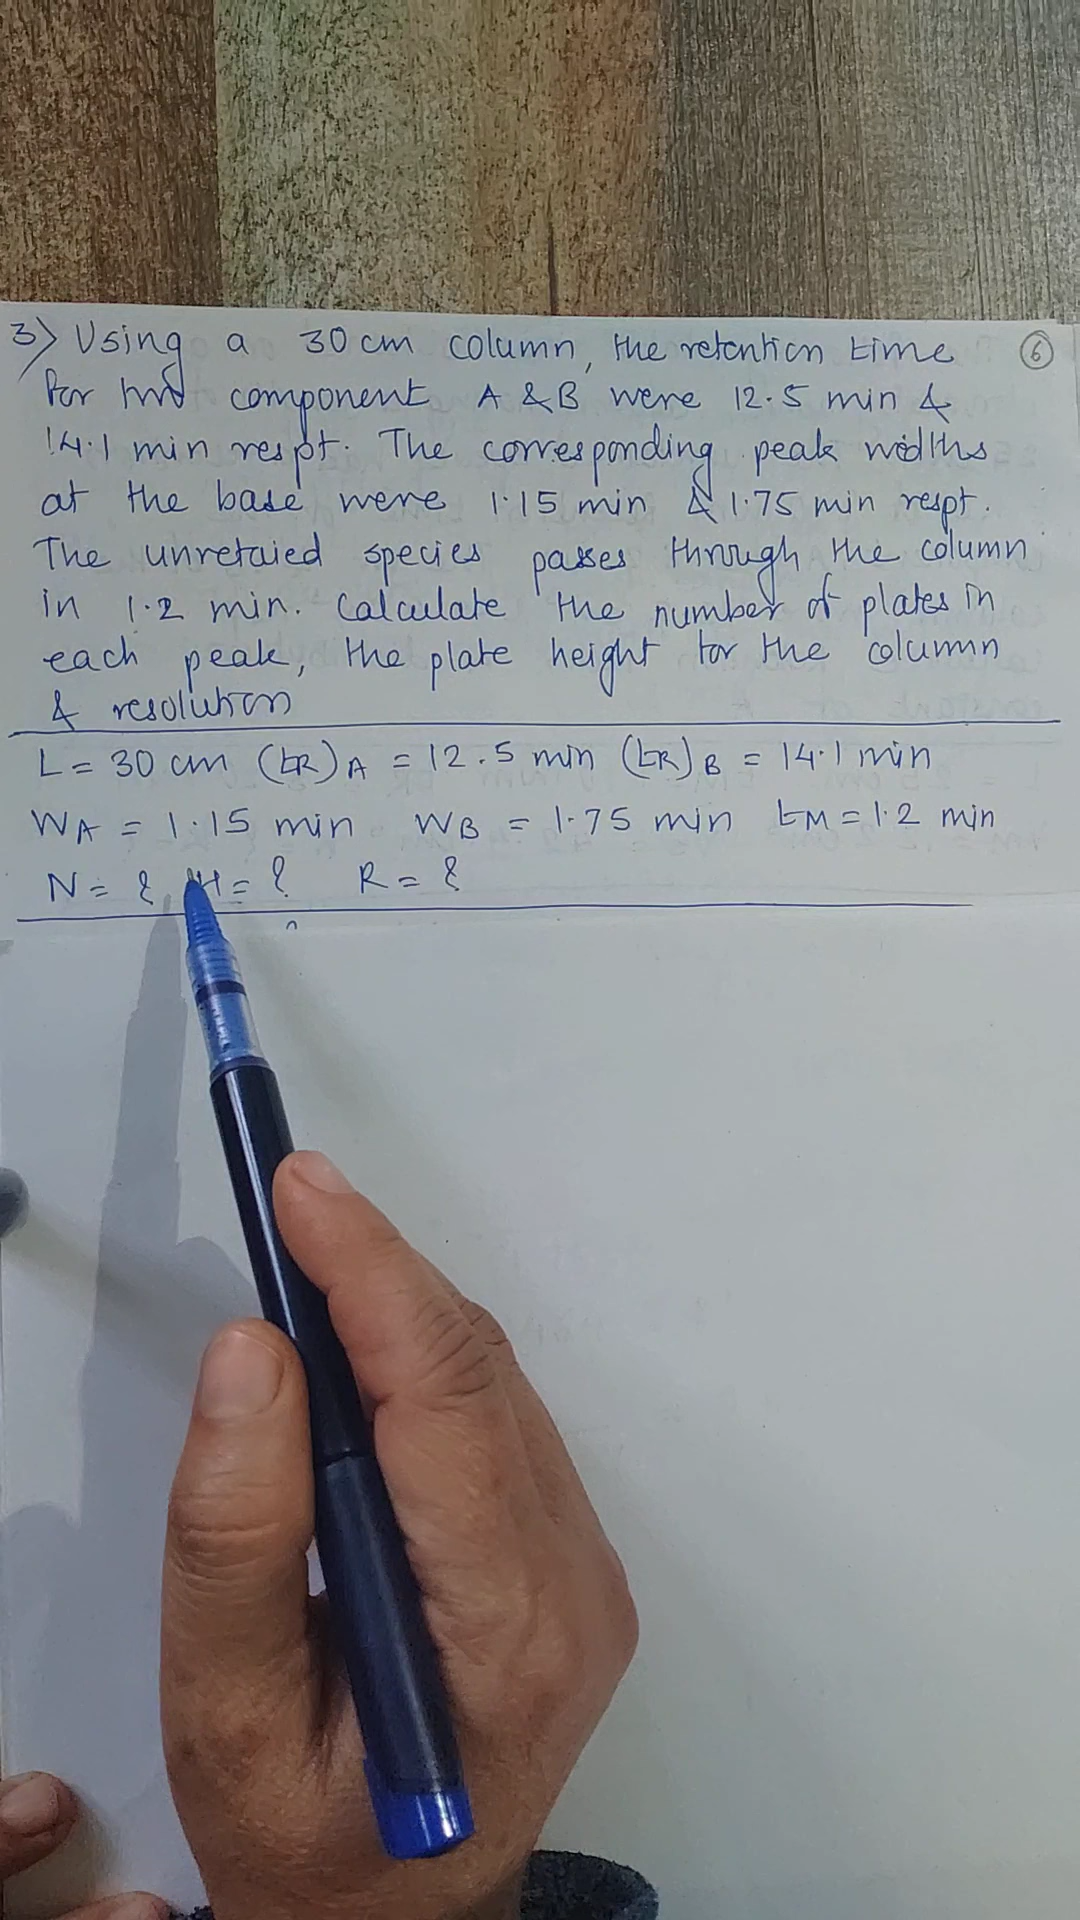 3) Using a 30 cm column, the retention time ⑥
for two component A & B were 12.5 min &
14.1 min respt. The corresponding peak widths
at the base were 1.15 min & 1.75 min respt.
The unretaied species passes through the column
in 1.2 min. Calculate the number of plates in
each peak, the plate height for the column
& resolution
L = 30 cm (tR)A = 12.5 min (tR)B = 14.1 min
WA = 1.15 min WB = 1.75 min tM = 1.2 min
N = ? H = ? R = ?